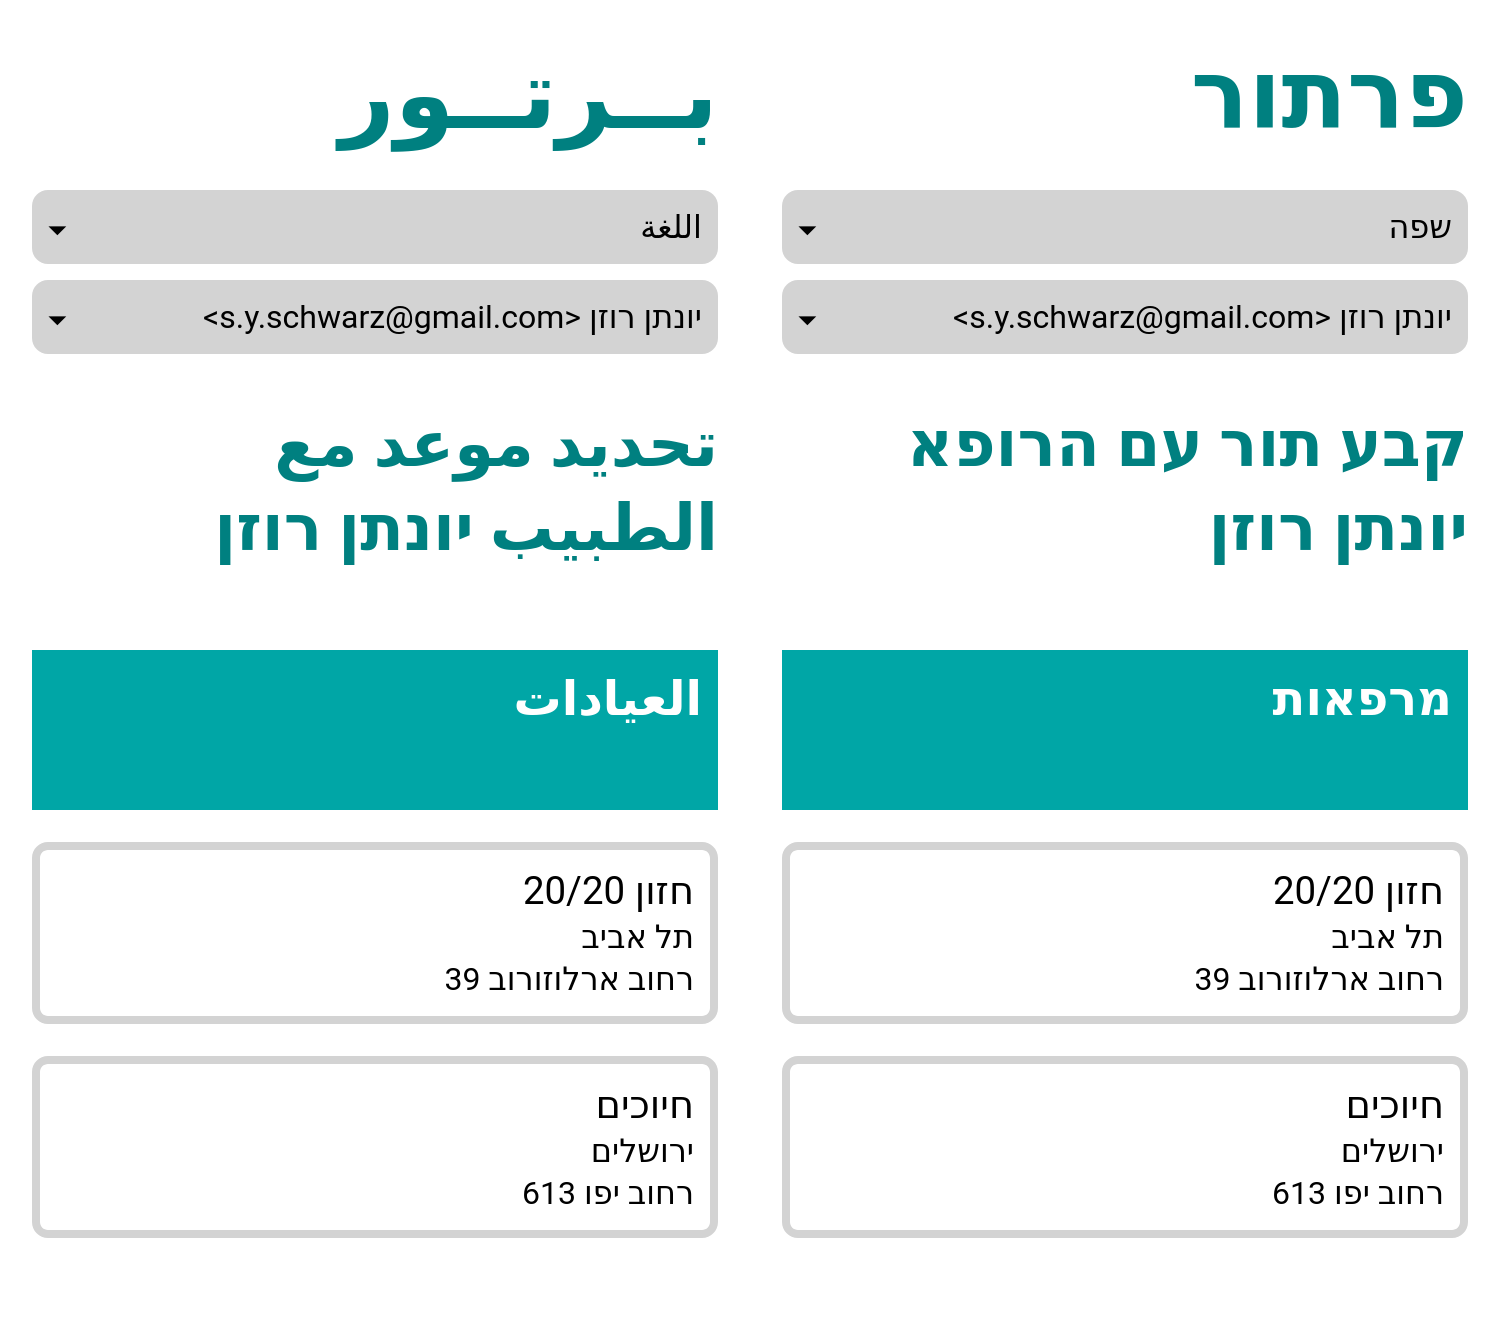 פרתור
שפה
יונתן רוזן <s.y.schwarz@gmail.com>
קבע תור עם הרופא
יונתן רוזן
מרפאות
חזון 20/20
תל אביב
רחוב ארלוזורוב 39
חיוכים
ירושלים
רחוב יפו 613
بــرتــور
اللغة
יונתן רוזן <s.y.schwarz@gmail.com>
تحديد موعد مع
الطبيب יונתן רוזן
العيادات
חזון 20/20
תל אביב
רחוב ארלוזורוב 39
חיוכים
ירושלים
רחוב יפו 613